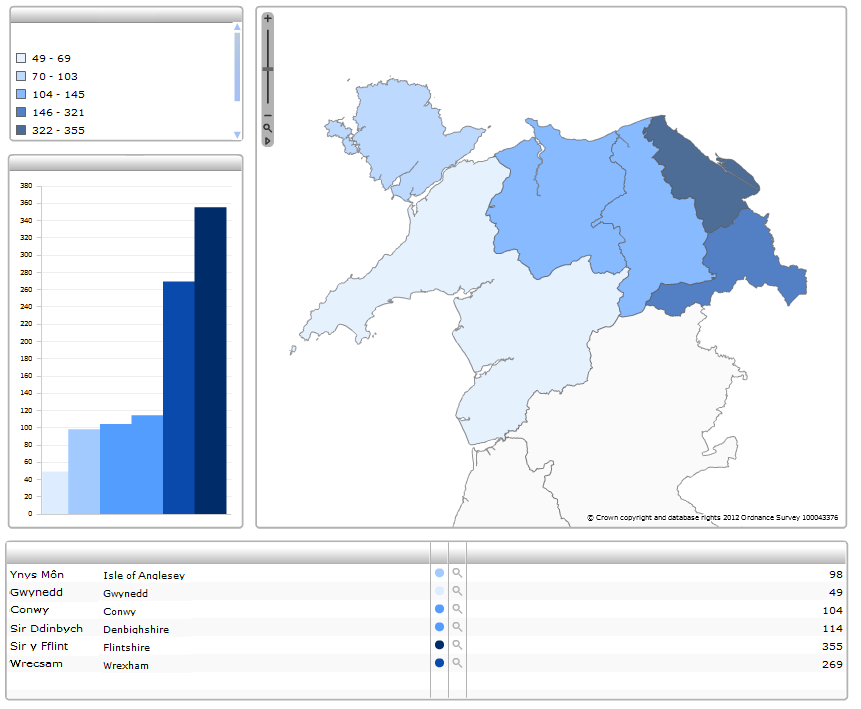 49 - 69
70 - 103
104 - 145
146 - 321
322 - 355
380
360
340
320
300
280
260
240
220
200
180
160
140
120
100
80
60
40
20
0
© Crown copyright and database rights 2012 Ordnance Survey 100043376
Ynys Môn Isle of Anglesey 98
Gwynedd Gwynedd 49
Conwy Conwy 104
Sir Ddinbych Denbighshire 114
Sir y Fflint Flintshire 355
Wrecsam Wrexham 269